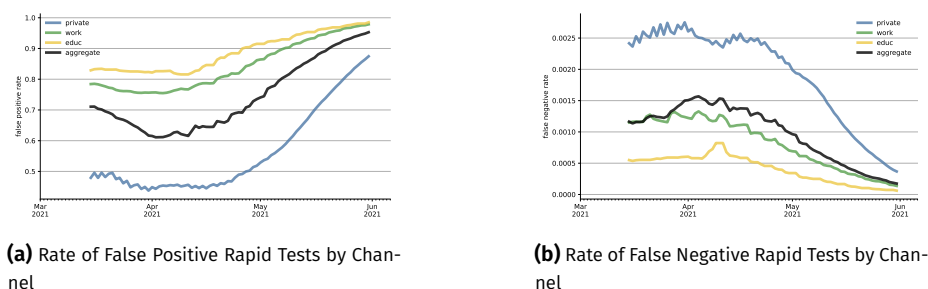 1.0
0.9
0.8
0.7
0.6
0.5
false positive rate
private
work
educ
aggregate
Mar
2021
Apr
2021
May
2021
Jun
2021
(a) Rate of False Positive Rapid Tests by Chan-
nel
0.0025
0.0020
0.0015
0.0010
0.0005
0.0000
false negative rate
private
work
educ
aggregate
Mar
2021
Apr
2021
May
2021
Jun
2021
(b) Rate of False Negative Rapid Tests by Chan-
nel